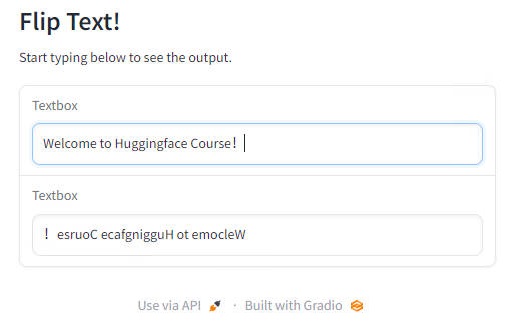 Flip Text!
Start typing below to see the output.
Textbox
Welcome to Huggingface Course！
Textbox
！esruoC ecafgnigguH ot emocleW
Use via API · Built with Gradio